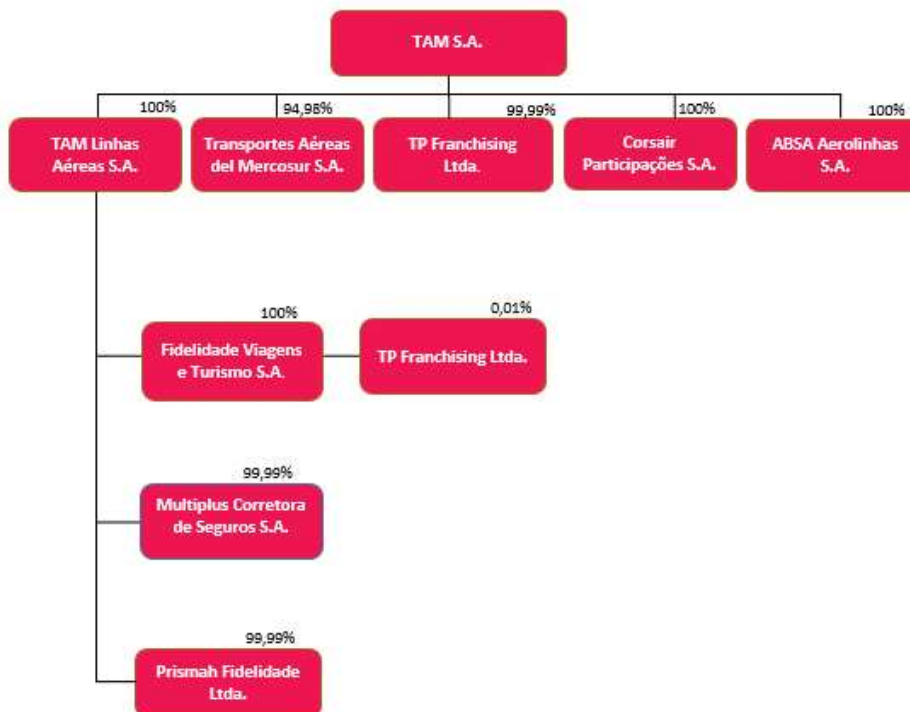 TAM S.A.
100%
TAM Linhas
Aéreas S.A.
94,98%
Transportes Aéreas
del Mercosur S.A.
99,99%
TP Franchising
Ltda.
100%
Corsair
Participações S.A.
100%
ABSA Aerolinhas
S.A.
100%
Fidelidade Viagens
e Turismo S.A.
0,01%
TP Franchising Ltda.
99,99%
Multiplus Corretora
de Seguros S.A.
99,99%
Prismah Fidelidade
Ltda.